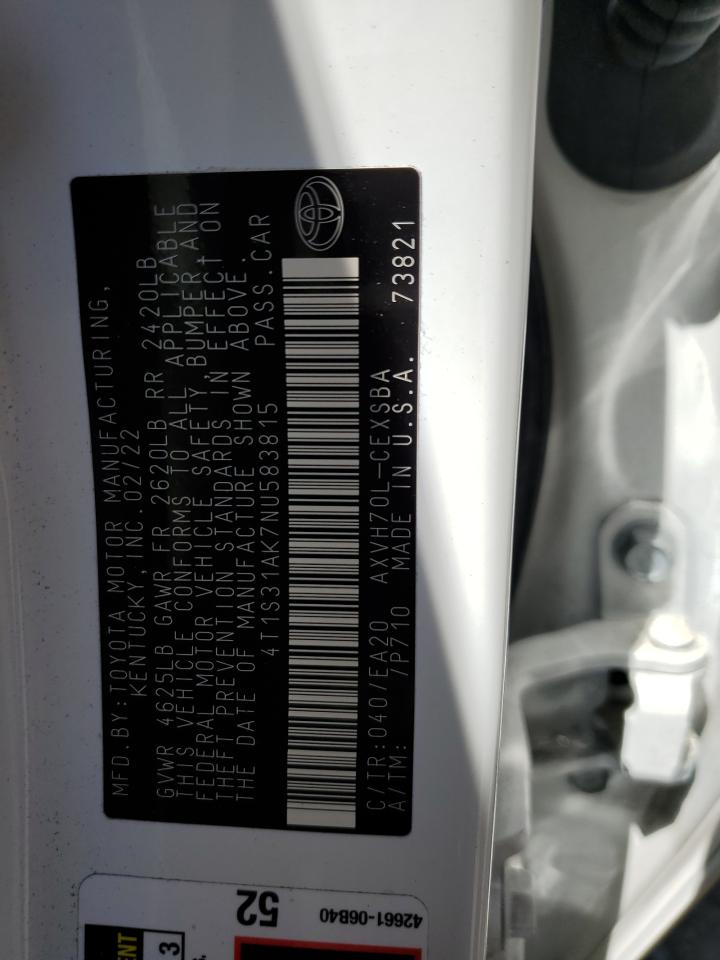 MFD.BY:TOYOTA MOTOR MANUFACTURING,
KENTUCKY,INC.02/22
GVWR 4625LB GAWR FR 2620LB RR 2420LB
THIS VEHICLE CONFORMS TO ALL APPLICABLE
FEDERAL MOTOR VEHICLE SAFETY,BUMPER AND
THEFT PREVENTION STANDARDS IN EFFECT ON
THE DATE OF MANUFACTURE SHOWN ABOVE.
4T1S31AK7NU583815 PASS.CAR
C/TR:040/EA20 AXVH70L-CEXSBA
A/TM: /P710 MADE IN U.S.A. 73821
52
42661-06B40
3